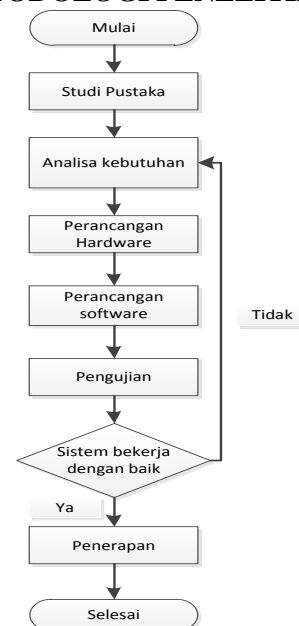 Mulai
Studi Pustaka
Analisa kebutuhan
Perancangan
Hardware
Perancangan
software
Tidak
Pengujian
Sistem bekerja
dengan baik
Ya
Penerapan
Selesai